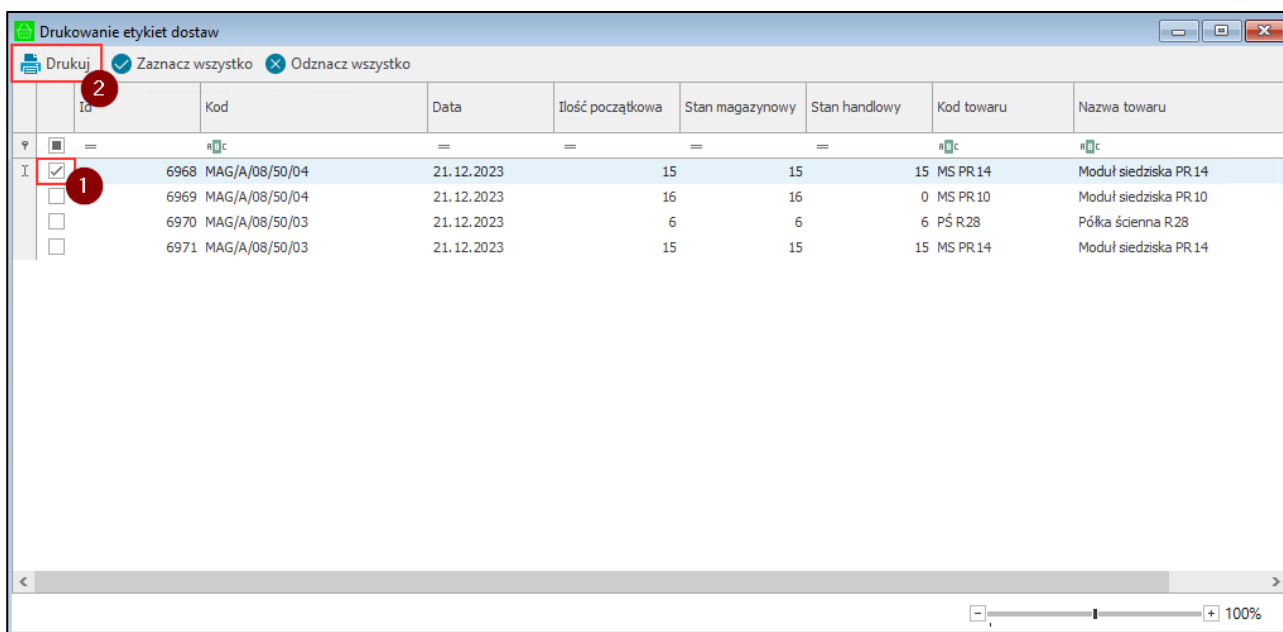 Drukowanie etykiet dostaw
Drukuj Zaznacz wszystko Odznacz wszystko
2
Id Kod Data Ilość początkowa Stan magazynowy Stan handlowy Kod towaru Nazwa towaru
= ABC = = = = ABC ABC
6968 MAG/A/08/50/04 21.12.2023 15 15 15 MS PR14 Moduł siedziska PR14
1
6969 MAG/A/08/50/04 21.12.2023 16 16 0 MS PR10 Moduł siedziska PR10
6970 MAG/A/08/50/03 21.12.2023 6 6 6 PŚ R28 Półka ścienna R28
6971 MAG/A/08/50/03 21.12.2023 15 15 15 MS PR14 Moduł siedziska PR14
100%